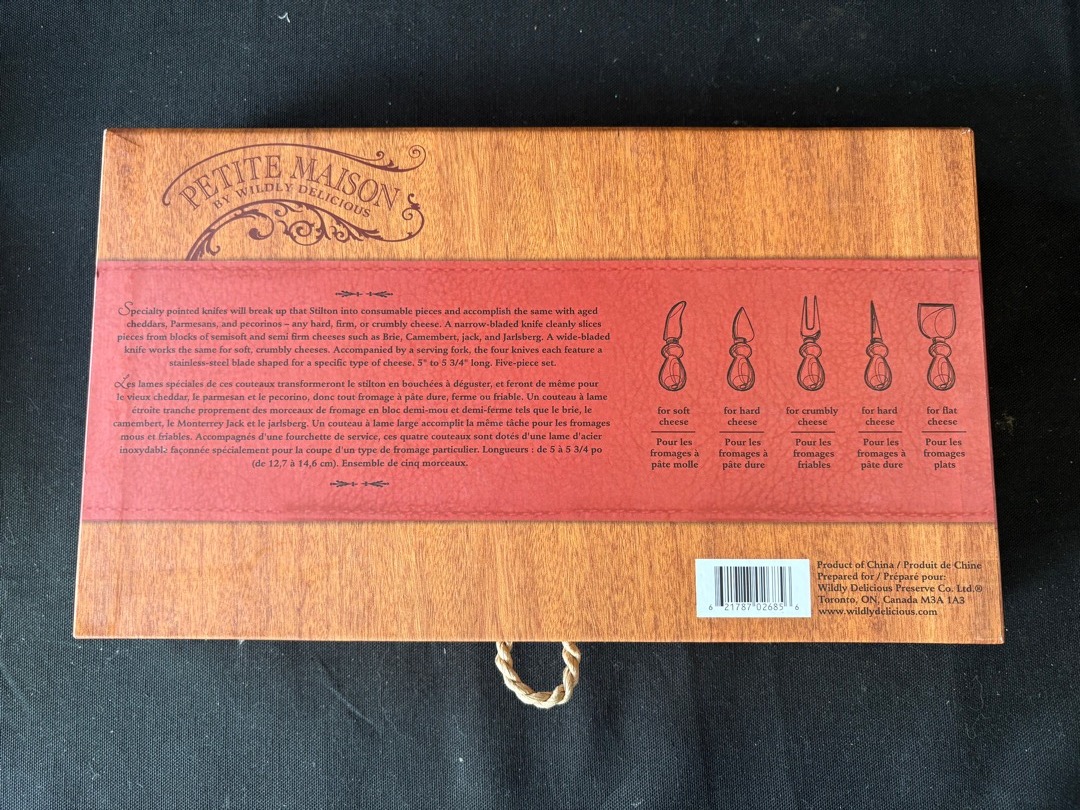 PETITE MAISON
BY WILDLY DELICIOUS
Specialty pointed knifes will break up that Stilton into consumable pieces and accomplish the same with aged
cheddars, Parmesans, and pecorinos – any hard, firm, or crumbly cheese. A narrow-bladed knife cleanly slices
pieces from blocks of semisoft and semi firm cheeses such as Brie, Camembert, jack, and Jarlsberg. A wide-bladed
knife works the same for soft, crumbly cheeses. Accompanied by a serving fork, the four knives each feature a
stainless-steel blade shaped for a specific type of cheese. 5" to 5 3/4" long. Five-piece set.
Les lames spéciales de ces couteaux transformeront le stilton en bouchées à déguster, et feront de même pour
le vieux cheddar, le parmesan et le pecorino, donc tout fromage à pâte dure, ferme ou friable. Un couteau à lame
étroite tranche proprement des morceaux de fromage en bloc demi-mou et demi-ferme tels que le brie, le
camembert, le Monterrey Jack et le jarlsberg. Un couteau à lame large accomplit la même tâche pour les fromages
mous et friables. Accompagnés d'une fourchette de service, ces quatre couteaux sont dotés d'une lame d'acier
inoxydable façonnée spécialement pour la coupe d'un type de fromage particulier. Longueurs : de 5 à 5 3/4 po
(de 12,7 à 14,6 cm). Ensemble de cinq morceaux.
for soft
cheese
Pour les
fromages à
pâte molle
for hard
cheese
Pour les
fromages à
pâte dure
for crumbly
cheese
Pour les
fromages
friables
for hard
cheese
Pour les
fromages à
pâte dure
for flat
cheese
Pour les
fromages
plats
6 21787 02685 6
Product of China / Produit de Chine
Prepared for / Préparé pour:
Wildly Delicious Preserve Co. Ltd.®
Toronto, ON, Canada M3A 1A3
www.wildlydelicious.com